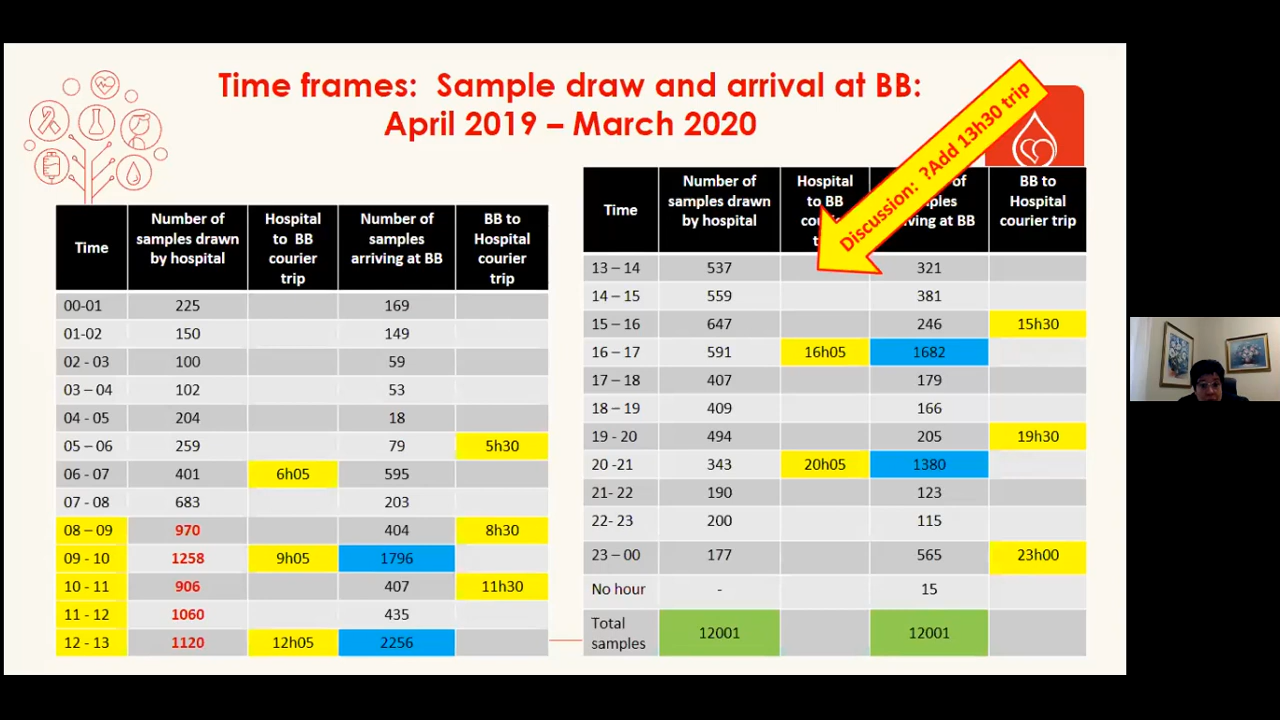 Time frames: Sample draw and arrival at BB:
April 2019 – March 2020
Discussion: ?Add 13h30 trip
Time
Number of samples drawn by hospital
Hospital to BB courier trip
Number of samples arriving at BB
BB to Hospital courier trip
00-01 225 169
01-02 150 149
02 - 03 100 59
03 – 04 102 53
04 - 05 204 18
05 – 06 259 79 5h30
06 - 07 401 6h05 595
07 - 08 683 203
08 – 09 970 404 8h30
09 - 10 1258 9h05 1796
10 - 11 906 407 11h30
11 - 12 1060 435
12 - 13 1120 12h05 2256
Time
Number of samples drawn by hospital
Hospital to BB
of
ving at BB
BB to Hospital courier trip
13 – 14 537 321
14 – 15 559 381
15 – 16 647 246 15h30
16 – 17 591 16h05 1682
17 – 18 407 179
18 – 19 409 166
19 - 20 494 205 19h30
20 -21 343 20h05 1380
21- 22 190 123
22- 23 200 115
23 – 00 177 565 23h00
No hour - 15
Total samples 12001 12001